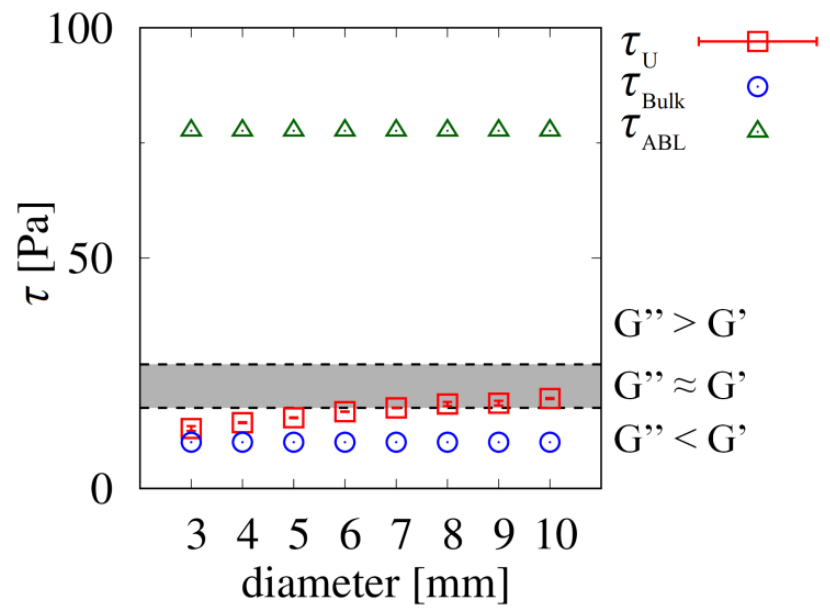 100
50
0
τ [Pa]
3 4 5 6 7 8 9 10
diameter [mm]
τ_U
τ_Bulk
τ_ABL
G” > G’
G” ≈ G’
G” < G’